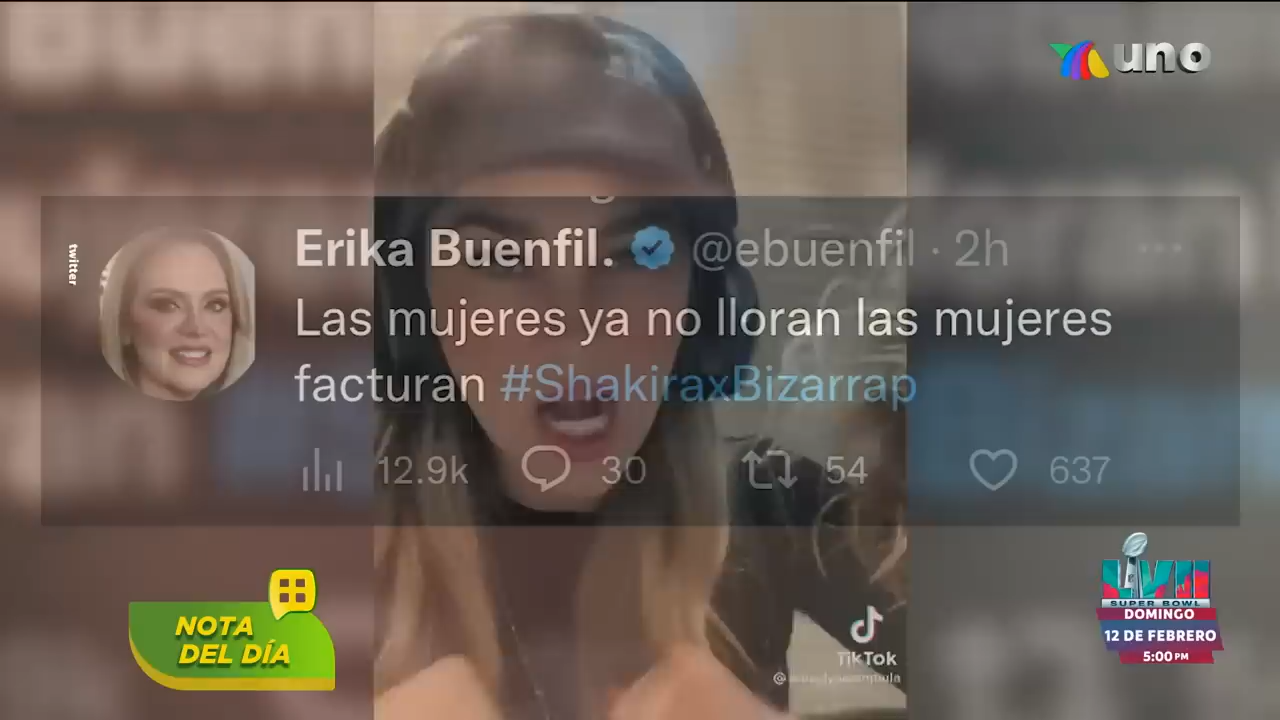 uno
twitter
Erika Buenfil. @ebuenfil · 2h
Las mujeres ya no lloran las mujeres
facturan #ShakiraxBizarrap
12.9k 30 54 637
NOTA
DEL DÍA
LVII
SUPER BOWL
DOMINGO
12 DE FEBRERO
5:00 PM
TikTok